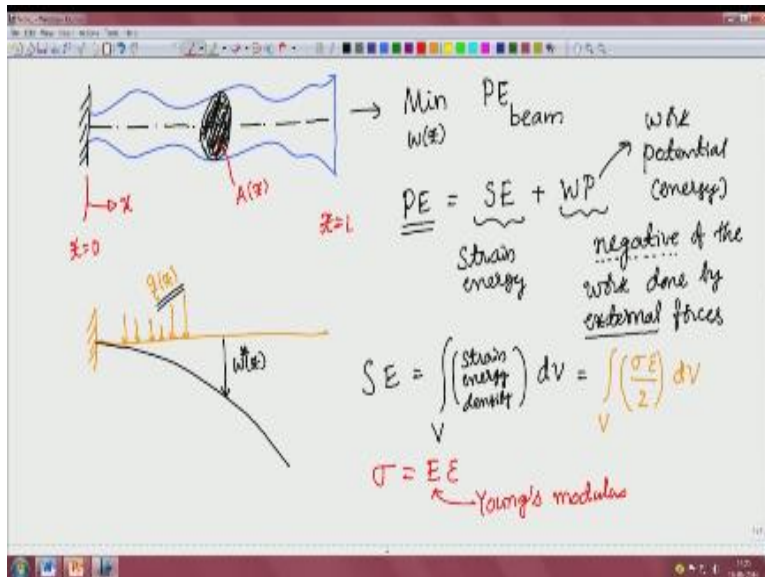 → Min PE beam
w(x)
work
potential
(energy)
A(x)
x
x=0
x=L
PE = SE + WP
Strain
energy
negative of the
work done by
external forces
q(x)
w*(x)
SE = ∫ (strain energy density) dV = ∫ (σε/2) dV
V V
σ = Eε
Young's modulus